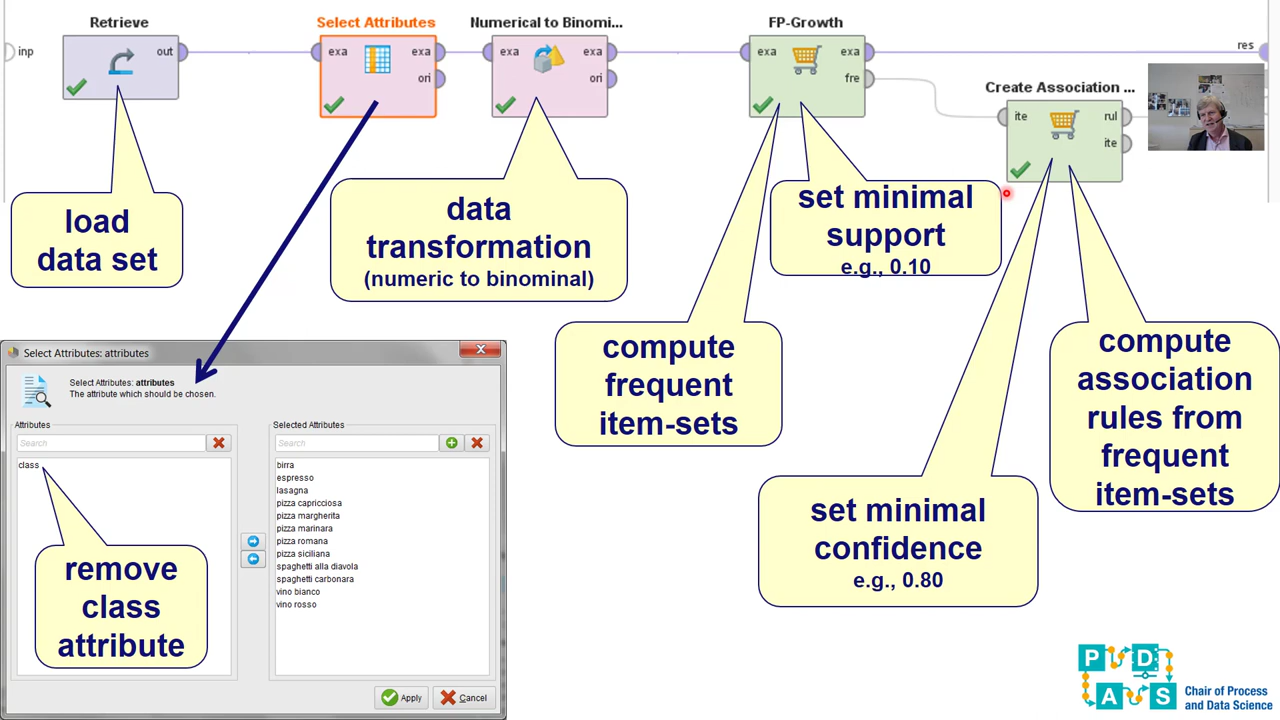 Retrieve
Select Attributes
Numerical to Binomi...
FP-Growth
inp
out
exa
exa
ori
exa
exa
ori
exa
exa
fre
res
Create Association ...
ite
rul
ite
load
data set
data
transformation
(numeric to binominal)
set minimal
support
e.g., 0.10
compute
frequent
item-sets
compute
association
rules from
frequent
item-sets
set minimal
confidence
e.g., 0.80
Select Attributes: attributes
Select Attributes: attributes
The attribute which should be chosen.
Attributes
Selected Attributes
Search
Search
class
birra
espresso
lasagna
pizza capricciosa
pizza margherita
pizza marinara
pizza romana
pizza siciliana
spaghetti alla diavola
spaghetti carbonara
vino bianco
vino rosso
remove
class
attribute
Apply
Cancel
P D
A S
Chair of Process
and Data Science